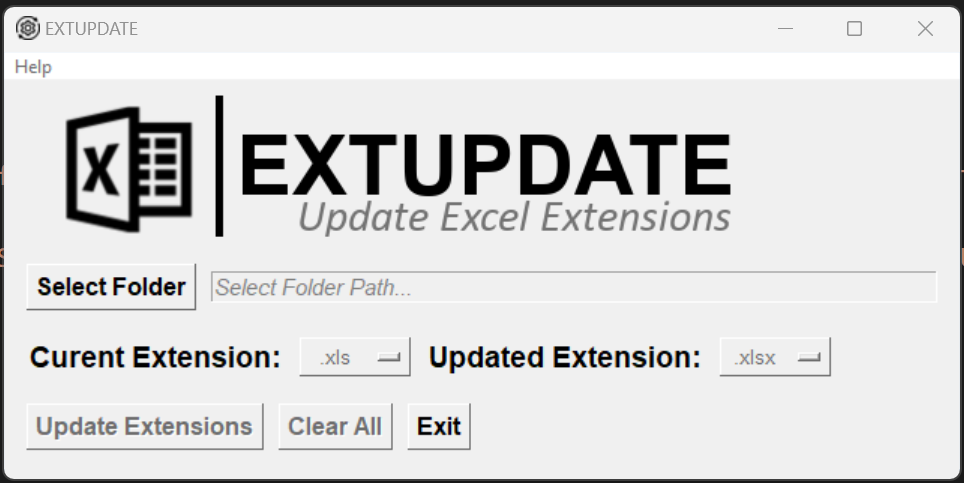 EXTUPDATE
Help
X
EXTUPDATE
Update Excel Extensions
Select Folder Select Folder Path...
Curent Extension: .xls Updated Extension: .xlsx
Update Extensions Clear All Exit